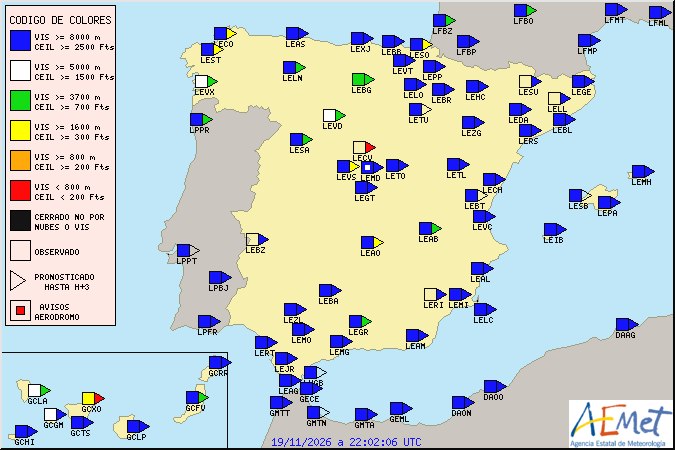 CODIGO DE COLORES
VIS >= 8000 m
CEIL >= 2500 Fts
VIS >= 5000 m
CEIL >= 1500 Fts
VIS >= 3700 m
CEIL >= 700 Fts
VIS >= 1600 m
CEIL >= 300 Fts
VIS >= 800 m
CEIL >= 200 Fts
VIS < 800 m
CEIL < 200 Fts
CERRADO NO POR
NUBES O VIS
OBSERVADO
PRONOSTICADO
HASTA H+3
AVISOS
AERODROMO
LFBO
LFMT
LFML
LFBZ
LECO
LEAS
LEXJ
LEBB
LESO
LFBP
LFMP
LEST
LEVT
LEPP
LELN
LEBG
LEVX
LELO
LEBR
LEHC
LESU
LEGE
LELL
LETU
LEDA
LPPR
LEVD
LEZG
LERS
LEBL
LESA
LECV
LEVS
LEMD
LETO
LETL
LEMH
LEGT
LECH
LEBT
LESB
LEPA
LEVC
LEIB
LEAB
LEBZ
LEAO
LPPT
LEAL
LPBJ
LEBA
LERI
LEMI
LEZL
LELC
LPFR
LEGR
LEMO
DAAG
LERT
LEMG
LEAM
LEJR
GCRR
LXGB
LEAG
GCLA
GCXO
GCFV
GECE
DAOO
GMTT
DAON
GCGM
GMTN
GMTA
GEML
GCHI
GCTS
GCLP
19/11/2026 a 22:02:06 UTC
AEMet
Agencia Estatal de Meteorología